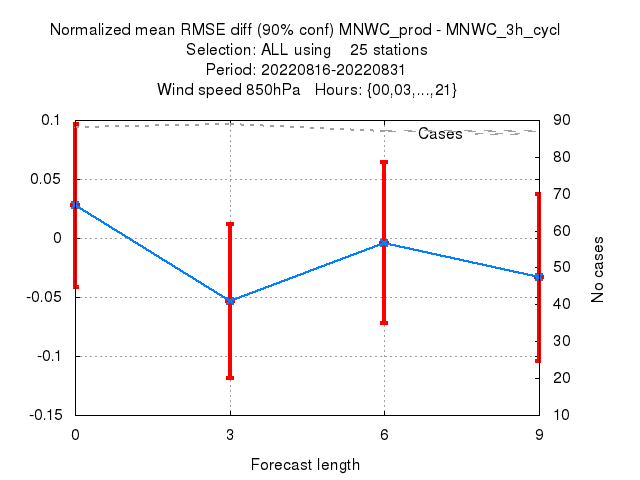 Normalized mean RMSE diff (90% conf) MNWC_prod - MNWC_3h_cycl
Selection: ALL using    25 stations
Period: 20220816-20220831
Wind speed 850hPa   Hours: {00,03,...,21}
0.1
0.05
0
-0.05
-0.1
-0.15
90
80
70
60
50
40
30
20
10
Cases
No cases
0 3 6 9
Forecast length